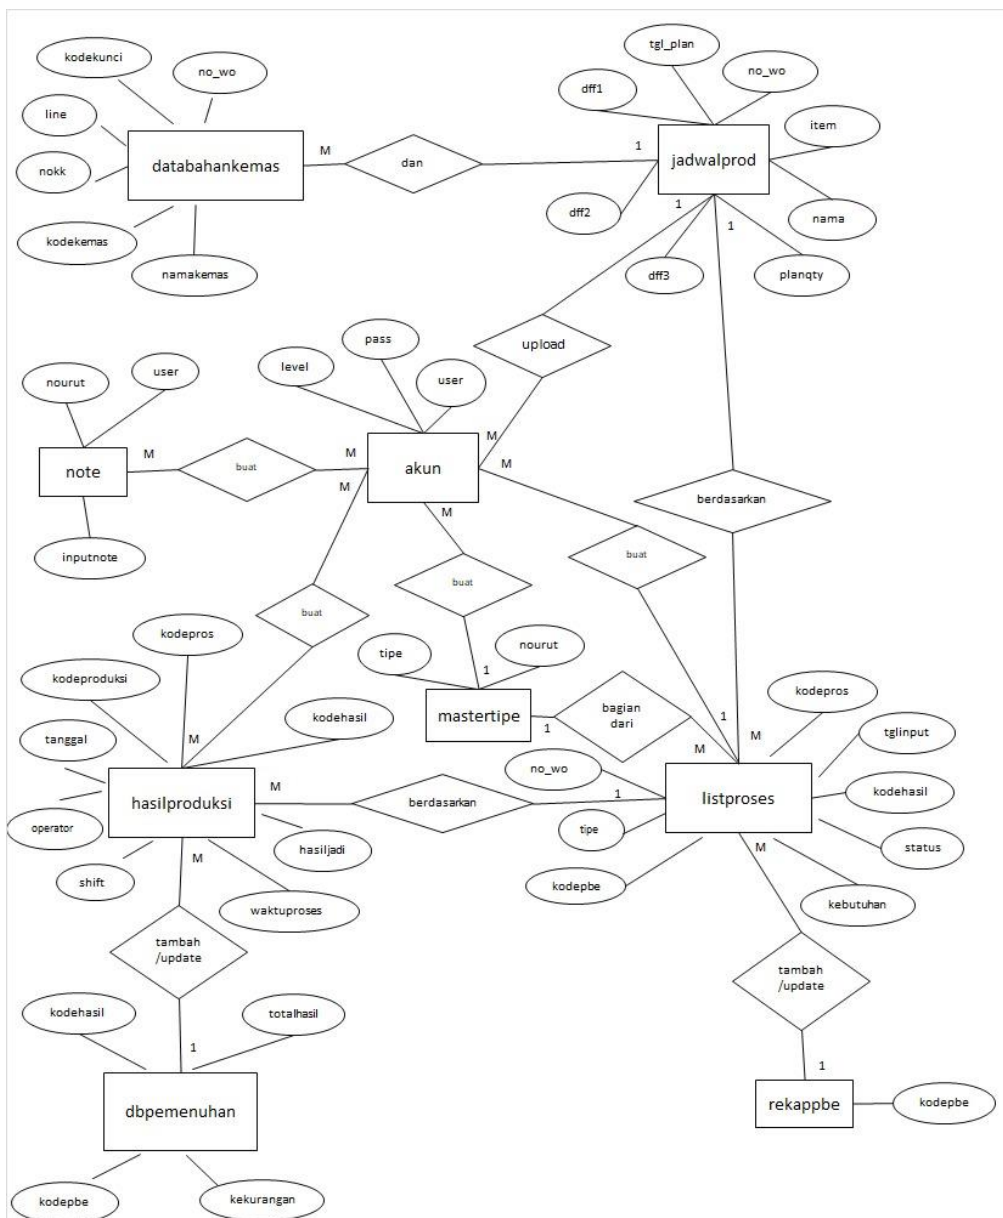 tgl_plan
kodekunci
no_wo
no_wo
dff1
line
item
databahankemas
M
dan
1
jadwalprod
nokk
dff2
1
nama
kodekemas
1
namakemas
dff3
planqty
pass
upload
level
user
user
nourut
M
M
M
akun
M
note
buat
M
M
berdasarkan
inputnote
buat
buat
buat
kodepros
tipe
nourut
1
kodeproduksi
mastertipe
bagian
dari
kodepros
kodehasil
1
1
tanggal
M
M
M
tglinput
no_wo
M
hasilproduksi
berdasarkan
1
listproses
kodehasil
operator
tipe
hasiljadi
status
M
M
shift
kodepbe
waktuproses
kebutuhan
tambah
/update
tambah
/update
kodehasil
totalhasil
1
1
dbpemenuhan
rekappbe
kodepbe
kodepbe
kekurangan